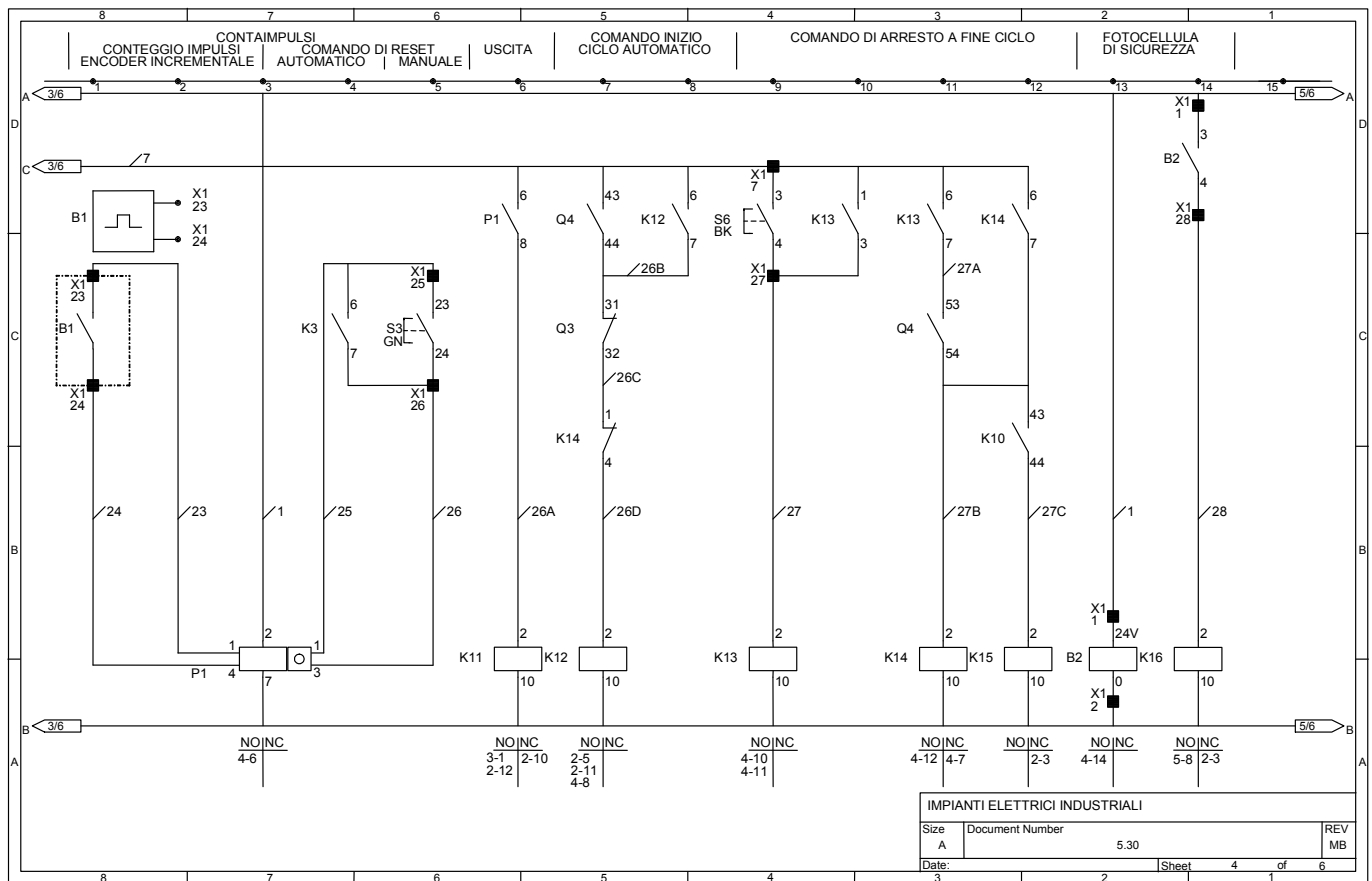 8 7 6 5 4 3 2 1
CONTAIMPULSI
CONTEGGIO IMPULSI
ENCODER INCREMENTALE
COMANDO DI RESET
AUTOMATICO
MANUALE
USCITA
COMANDO INIZIO
CICLO AUTOMATICO
COMANDO DI ARRESTO A FINE CICLO
FOTOCELLULA
DI SICUREZZA
1 2 3 4 5 6 7 8 9 10 11 12 13 14 15
A 3/6
5/6 A
D
D
X1
1
3
B2
4
X1
28
C 3/6
7
X1
7
B1
X1
23
X1
24
6
P1
8
43
Q4
44
6
K12
7
3
S6
BK
4
1
K13
3
6
K13
7
6
K14
7
26B
27A
X1
23
B1
X1
24
X1
25
6
K3
7
23
S3
GN
24
X1
26
31
Q3
32
X1
27
53
Q4
54
C
C
26C
1
K14
4
43
K10
44
24
23
1
25
26
26A
26D
27
27B
27C
1
28
B
B
X1
1
1
4
P1
2
7
1
3
2
K11
10
2
K12
10
2
K13
10
2
K14
10
2
K15
10
24V
B2
0
2
K16
10
X1
2
B 3/6
5/6 B
A
A
NO NC
4-6
NO NC
3-1 2-10
2-12
NO NC
2-5
2-11
4-8
NO NC
4-10
4-11
NO NC
4-12 4-7
NO NC
2-3
NO NC
4-14
NO NC
5-8 2-3
IMPIANTI ELETTRICI INDUSTRIALI
Size Document Number REV
A 5.30 MB
Date: Sheet 4 of 6
8 7 6 5 4 3 2 1